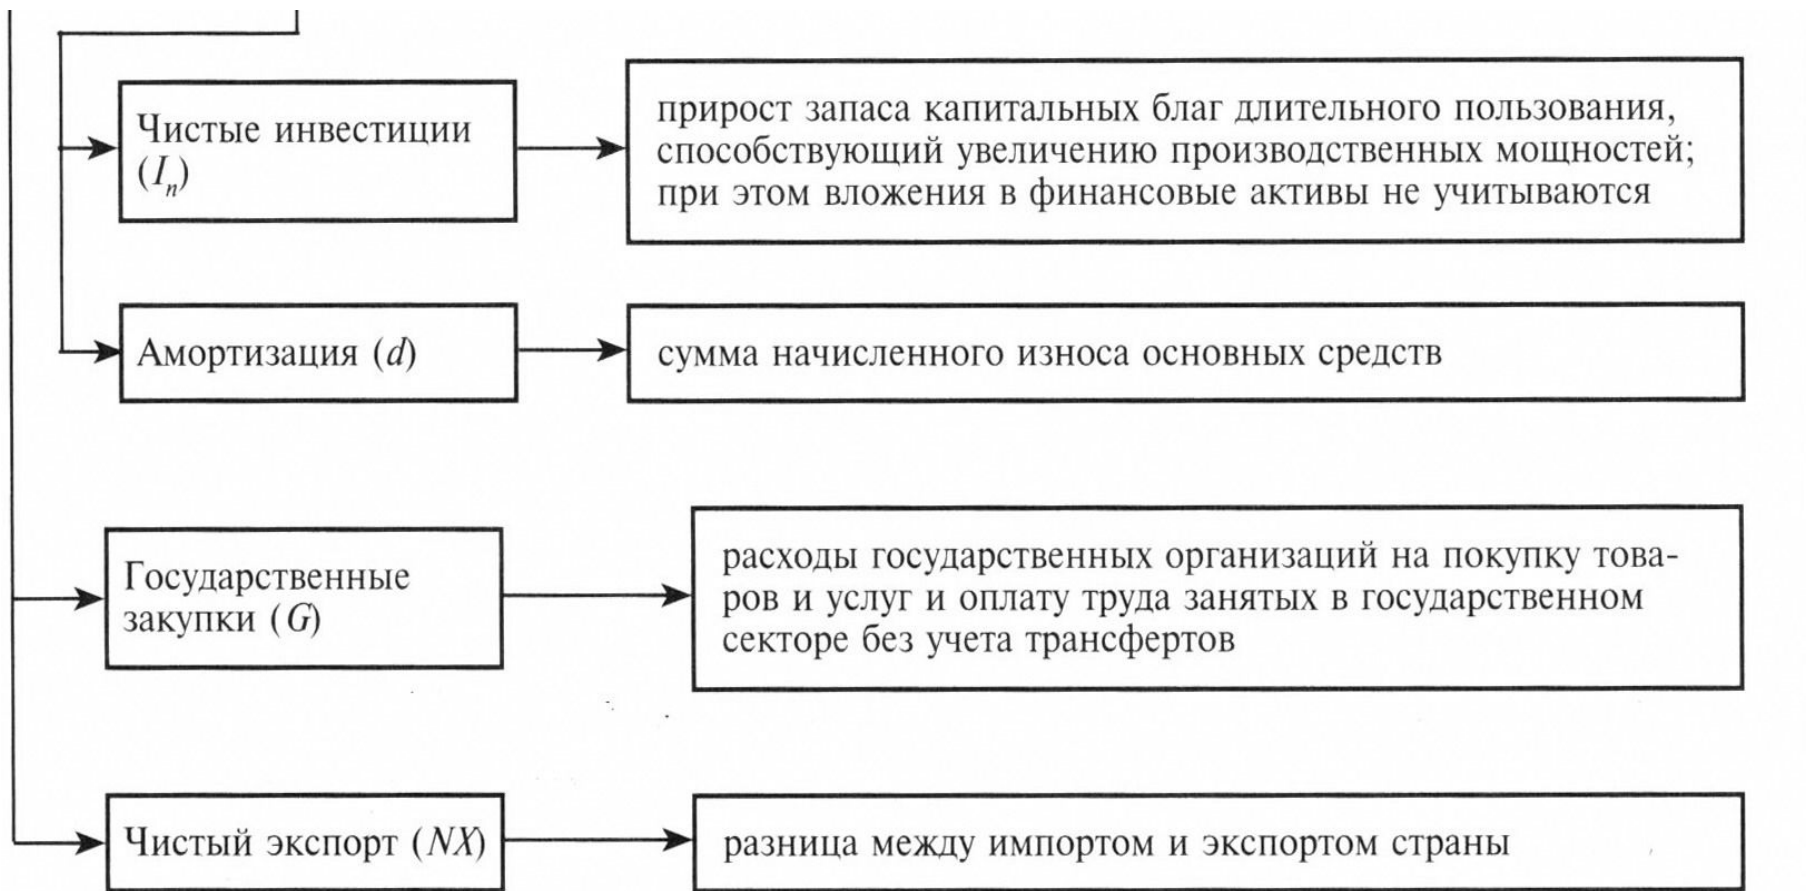 Чистые инвестиции
(Iₙ)
прирост запаса капитальных благ длительного пользования,
способствующий увеличению производственных мощностей;
при этом вложения в финансовые активы не учитываются
Амортизация (d)
сумма начисленного износа основных средств
Государственные
закупки (G)
расходы государственных организаций на покупку това-
ров и услуг и оплату труда занятых в государственном
секторе без учета трансфертов
Чистый экспорт (NX)
разница между импортом и экспортом страны